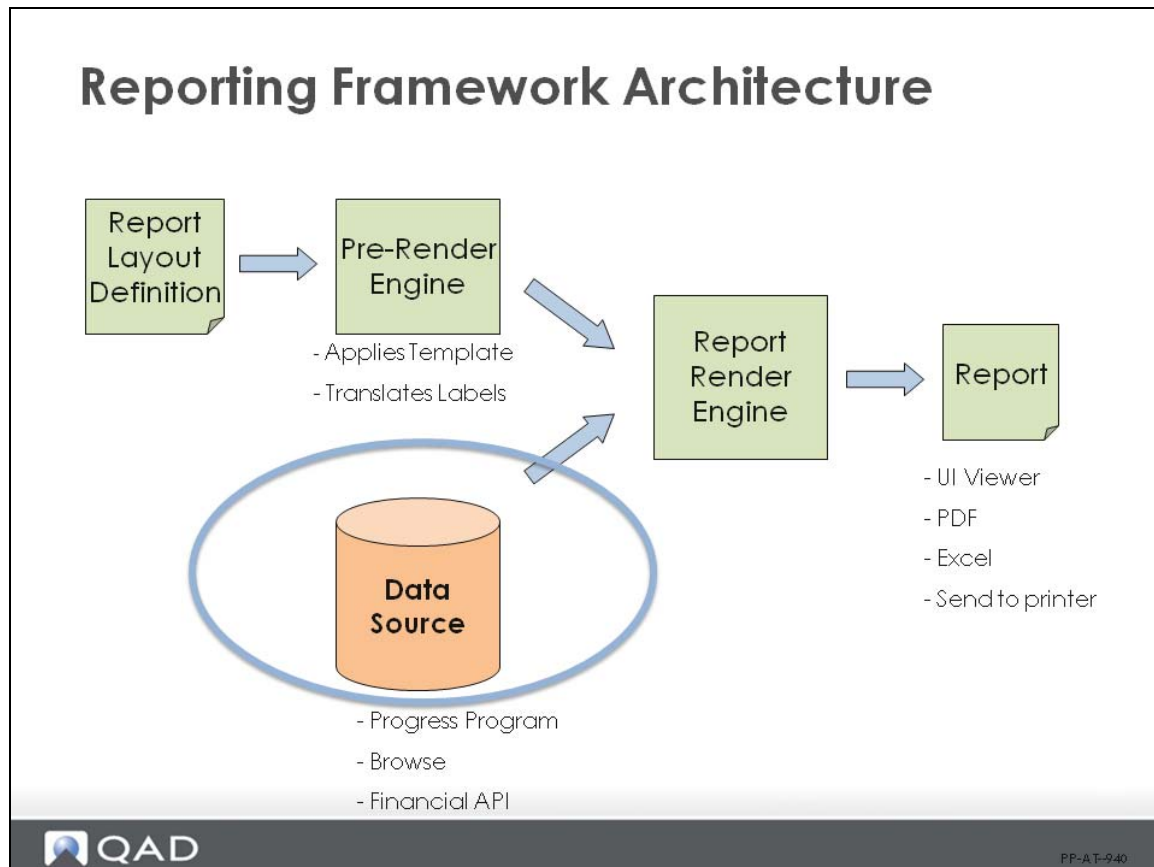 Reporting Framework Architecture
Report
Layout
Definition
Pre-Render
Engine
- Applies Template
- Translates Labels
Report
Render
Engine
Report
- UI Viewer
- PDF
- Excel
- Send to printer
Data
Source
- Progress Program
- Browse
- Financial API
QAD
PP-AT-940